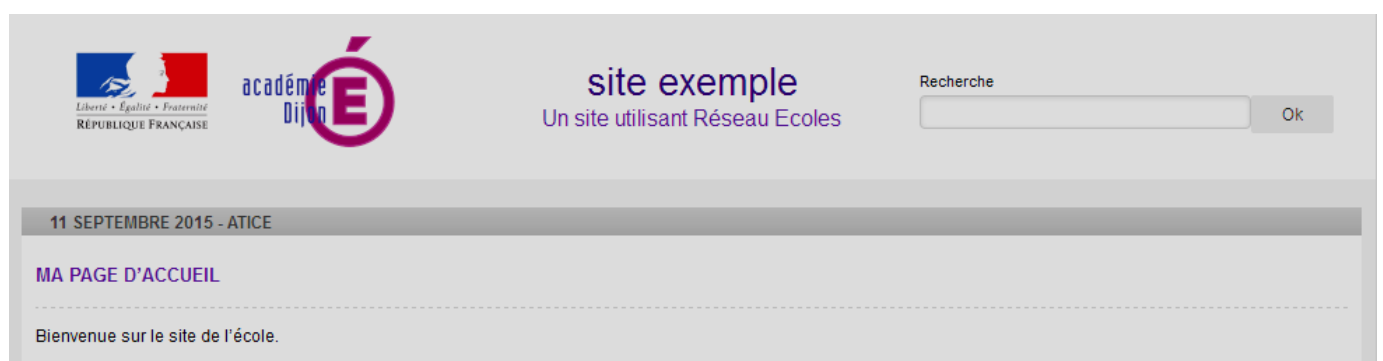 Liberté • Égalité • Fraternité
RÉPUBLIQUE FRANÇAISE
académie
Dijon
É
site exemple
Un site utilisant Réseau Ecoles
Recherche
Ok
11 SEPTEMBRE 2015 - ATICE
MA PAGE D'ACCUEIL
Bienvenue sur le site de l'école.